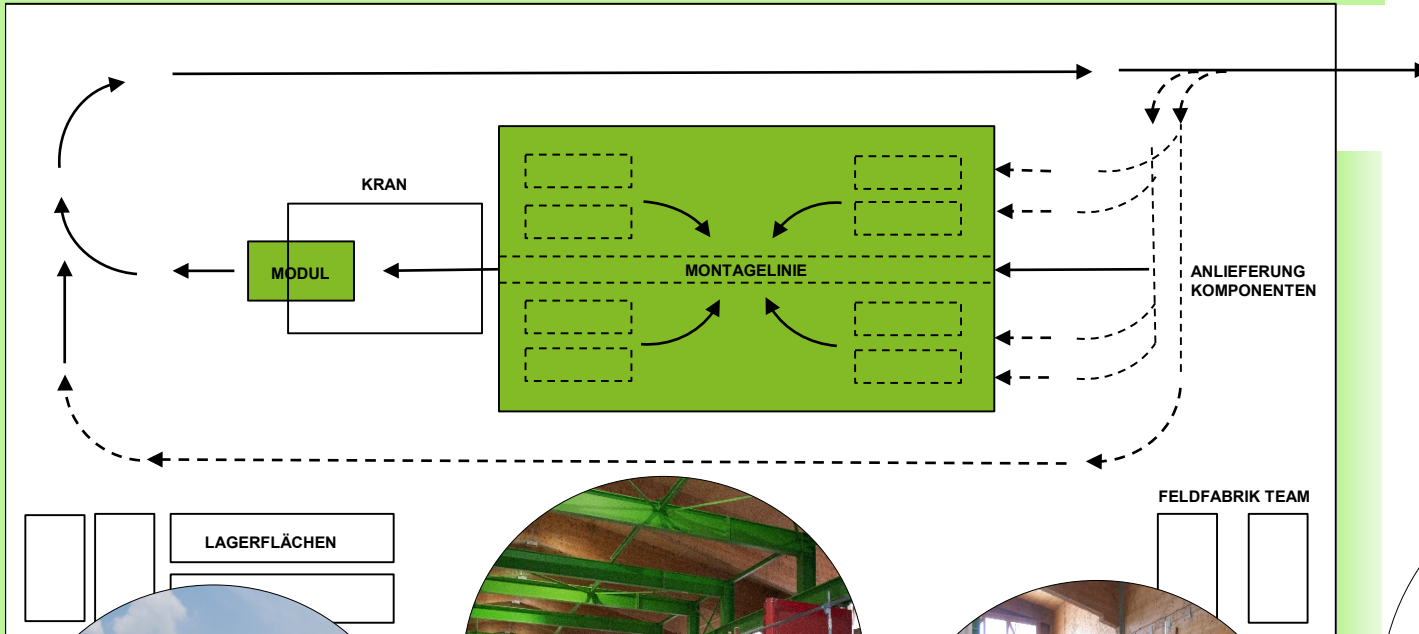 KRAN
MODUL
MONTAGELINIE
ANLIEFERUNG
KOMPONENTEN
FELDFABRIK TEAM
LAGERFLÄCHEN